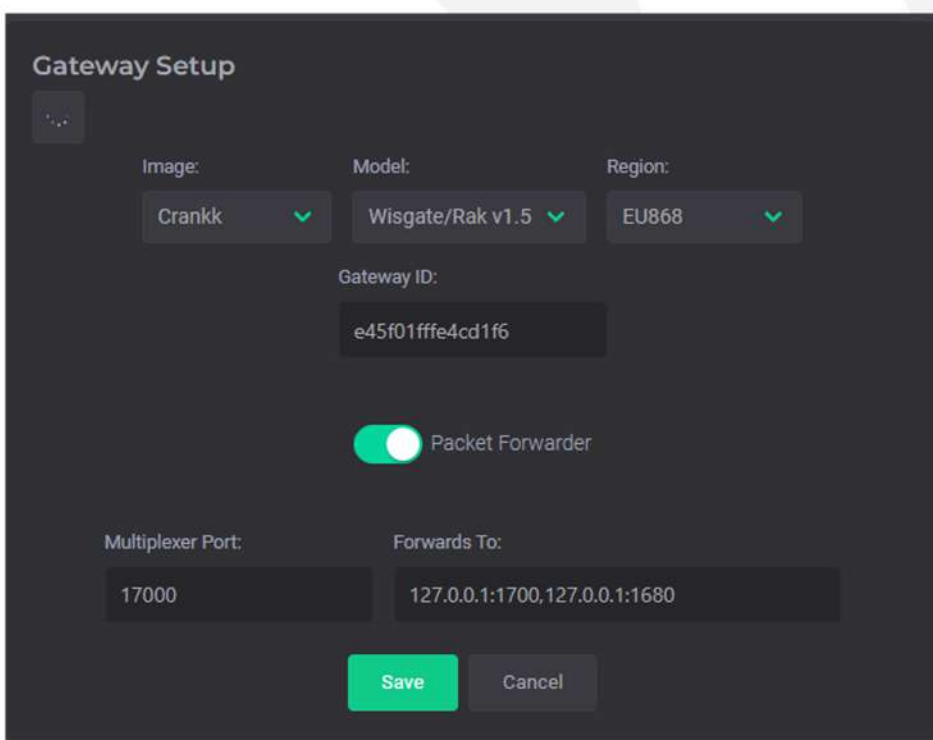 Gateway Setup
Image: Model: Region:
Crankk Wisgate/Rak v1.5 EU868
Gateway ID:
e45f01fffe4cd1f6
Packet Forwarder
Multiplexer Port: Forwards To:
17000 127.0.0.1:1700,127.0.0.1:1680
Save Cancel